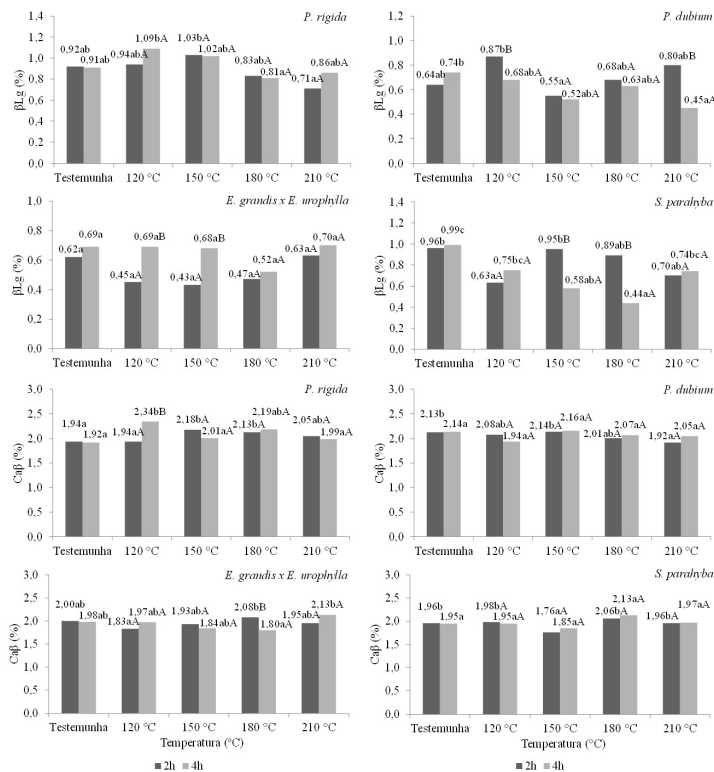 P. rigida
βLg (%)
1,2
1,0
0,8
0,6
0,4
0,2
0,0
0,92ab
0,91ab
0,94abA
1,09bA
1,03bA
1,02abA
0,83abA
0,81aA
0,71aA
0,86abA
Testemunha 120 °C 150 °C 180 °C 210 °C
P. dubium
βLg (%)
1,2
1,0
0,8
0,6
0,4
0,2
0,0
0,64ab
0,74b
0,87bB
0,68abA
0,55aA
0,52abA
0,68abA
0,63abA
0,80abB
0,45aA
Testemunha 120 °C 150 °C 180 °C 210 °C
E. grandis x E. urophylla
βLg (%)
1,0
0,8
0,6
0,4
0,2
0,0
0,62a
0,69a
0,45aA
0,69aB
0,43aA
0,68aB
0,47aA
0,52aA
0,63aA
0,70aA
Testemunha 120 °C 150 °C 180 °C 210 °C
S. parahyba
βLg (%)
1,4
1,2
1,0
0,8
0,6
0,4
0,2
0,0
0,96b
0,99c
0,63aA
0,75bcA
0,95bB
0,58abA
0,89abB
0,44aA
0,70abA
0,74bcA
Testemunha 120 °C 150 °C 180 °C 210 °C
P. rigida
Caβ (%)
3,0
2,5
2,0
1,5
1,0
0,5
0,0
1,94a
1,92a
1,94aA
2,34bB
2,18bA
2,01aA
2,13bA
2,19abA
2,05abA
1,99aA
Testemunha 120 °C 150 °C 180 °C 210 °C
P. dubium
Caβ (%)
3,0
2,5
2,0
1,5
1,0
0,5
0,0
2,13b
2,14a
2,08abA
1,94aA
2,14bA
2,16aA
2,01abA
2,07aA
1,92aA
2,05aA
Testemunha 120 °C 150 °C 180 °C 210 °C
E. grandis x E. urophylla
Caβ (%)
3,0
2,5
2,0
1,5
1,0
0,5
0,0
2,00ab
1,98ab
1,83aA
1,97abA
1,93abA
1,84abA
2,08bB
1,80aA
1,95abA
2,13bA
Testemunha 120 °C 150 °C 180 °C 210 °C
Temperatura (°C)
2h 4h
S. parahyba
Caβ (%)
3,0
2,5
2,0
1,5
1,0
0,5
0,0
1,96b
1,95a
1,98bA
1,95aA
1,76aA
1,85aA
2,06bA
2,13aA
1,96bA
1,97aA
Testemunha 120 °C 150 °C 180 °C 210 °C
Temperatura (°C)
2h 4h